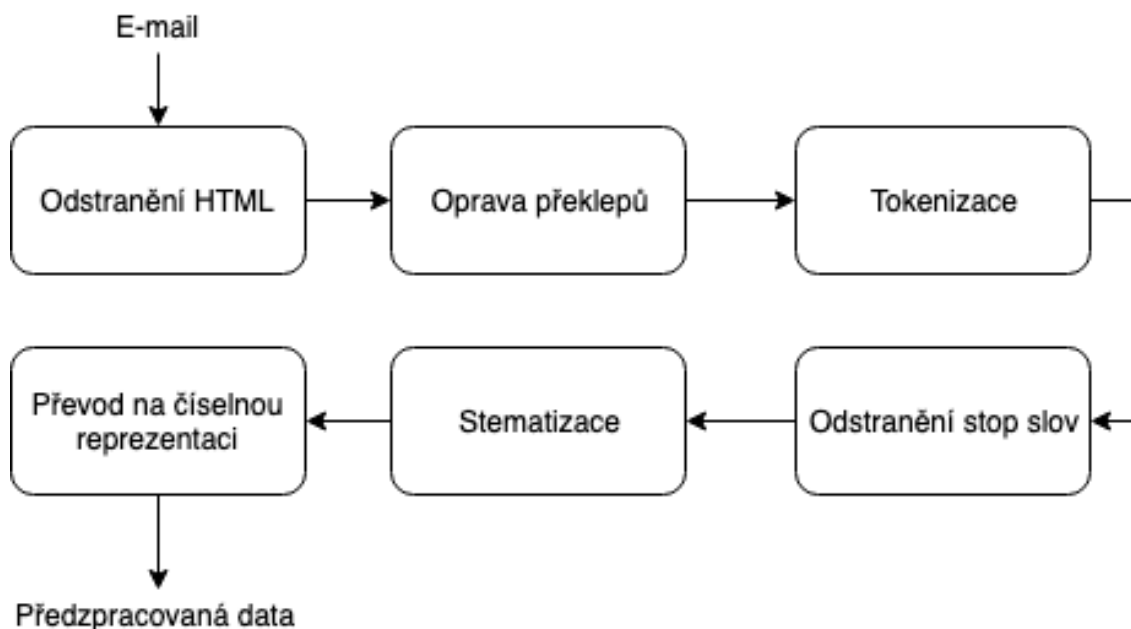 E-mail
Odstranění HTML
Oprava překlepů
Tokenizace
Odstranění stop slov
Stematizace
Převod na číselnou
reprezentaci
Předzpracovaná data